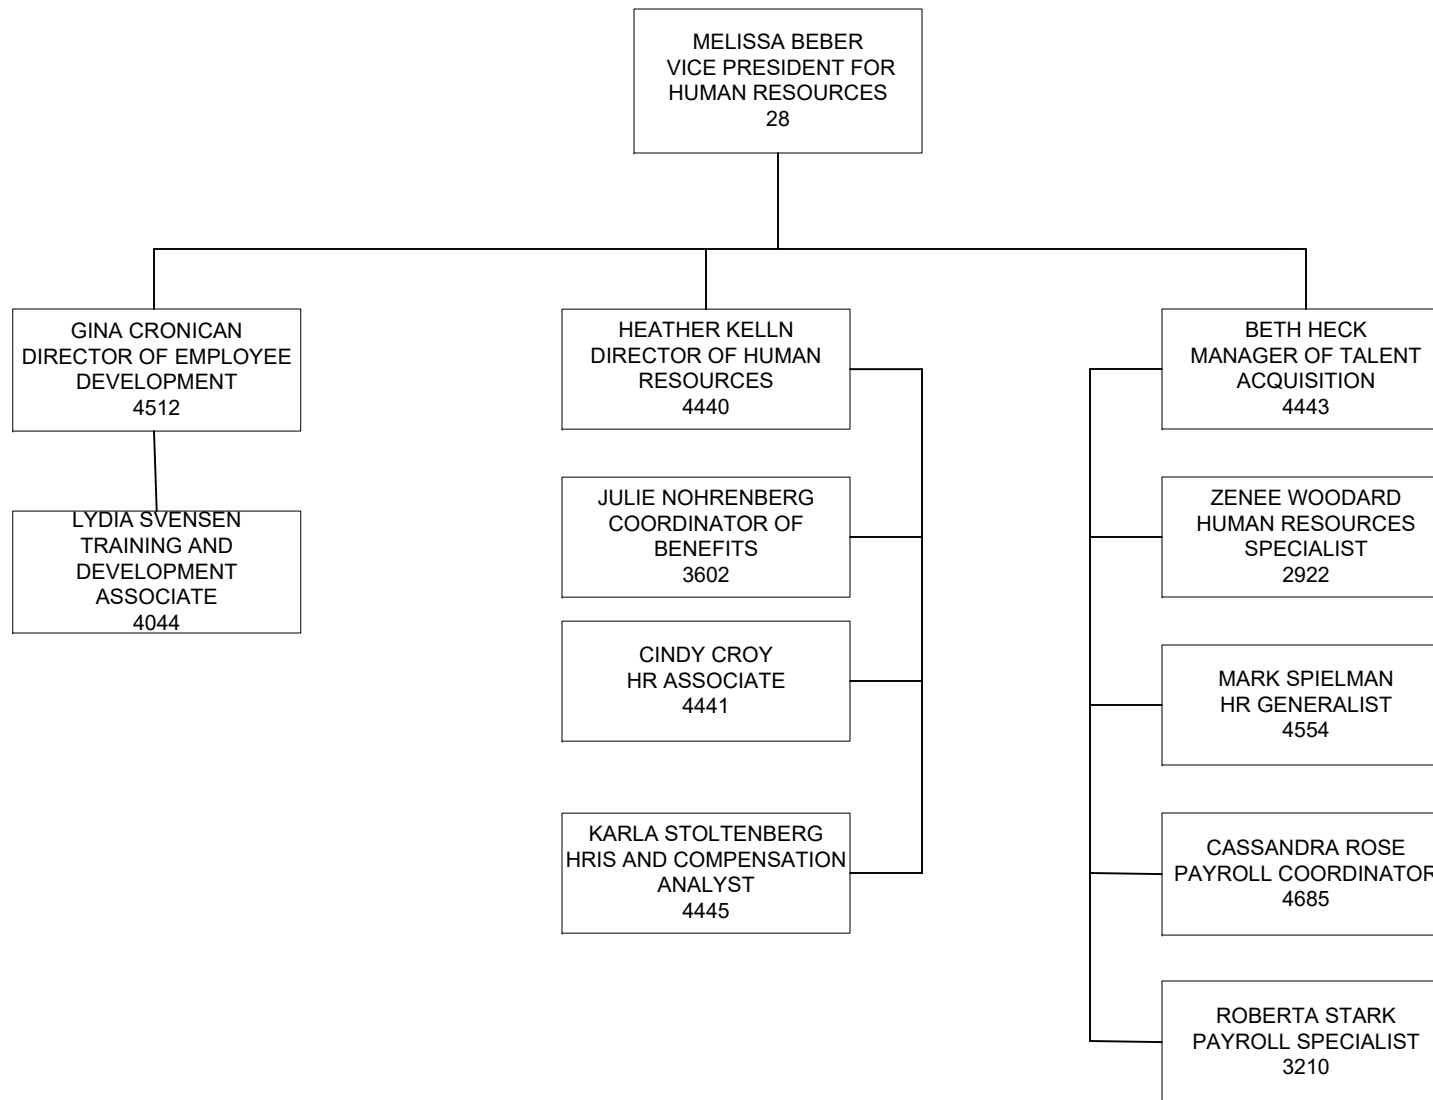 MELISSA BEBER
VICE PRESIDENT FOR
HUMAN RESOURCES
28
GINA CRONICAN
DIRECTOR OF EMPLOYEE
DEVELOPMENT
4512
LYDIA SVENSEN
TRAINING AND
DEVELOPMENT
ASSOCIATE
4044
HEATHER KELLN
DIRECTOR OF HUMAN
RESOURCES
4440
JULIE NOHRENBERG
COORDINATOR OF
BENEFITS
3602
CINDY CROY
HR ASSOCIATE
4441
KARLA STOLTENBERG
HRIS AND COMPENSATION
ANALYST
4445
BETH HECK
MANAGER OF TALENT
ACQUISITION
4443
ZENEE WOODARD
HUMAN RESOURCES
SPECIALIST
2922
MARK SPIELMAN
HR GENERALIST
4554
CASSANDRA ROSE
PAYROLL COORDINATOR
4685
ROBERTA STARK
PAYROLL SPECIALIST
3210